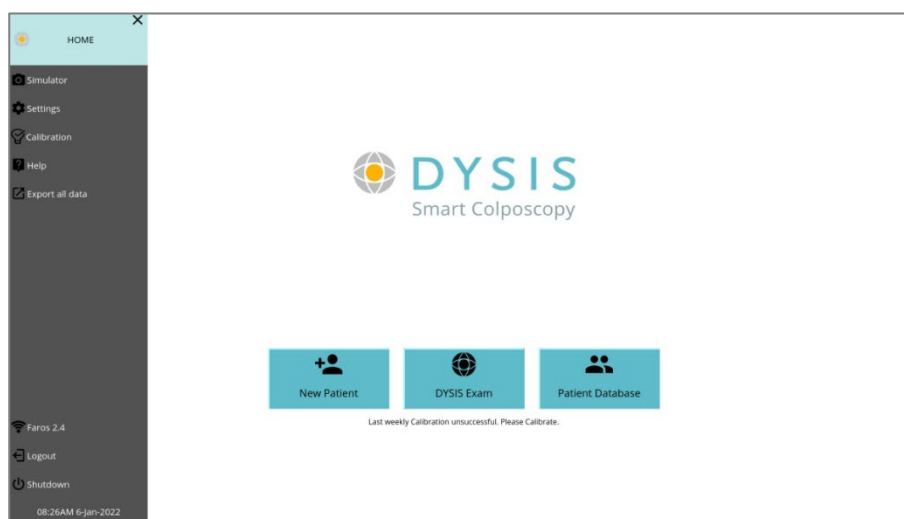 HOME
Simulator
Settings
Calibration
Help
Export all data
Faros 2.4
Logout
Shutdown
08:26AM 6-Jan-2022
DYSIS
Smart Colposcopy
New Patient
DYSIS Exam
Patient Database
Last weekly Calibration unsuccessful. Please Calibrate.